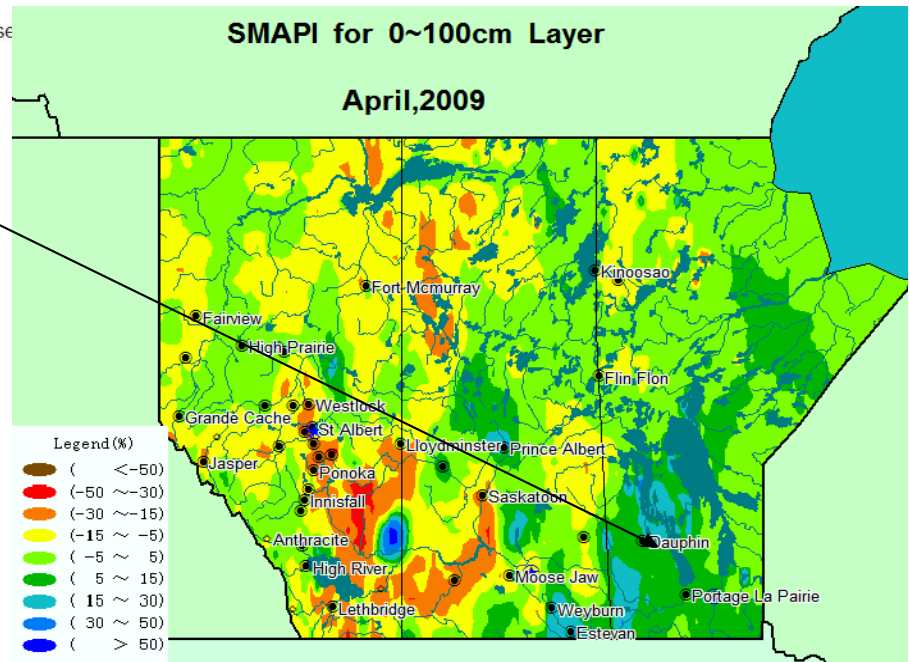 se
SMAPI for 0~100cm Layer
April,2009
Kinoosao
Fort-Mcmurray
Fairview
High Prairie
Flin Flon
Westlock
Grande Cache
St Albert
Lloydminster
Prince Albert
Jasper
Ponoka
Saskatoon
Innisfall
Anthracite
Dauphin
High River
Moose Jaw
Portage La Pairie
Lethbridge
Weyburn
Estevan
Legend(%)
( <-50)
(-50 ~-30)
(-30 ~-15)
(-15 ~ -5)
( -5 ~ 5)
( 5 ~ 15)
( 15 ~ 30)
( 30 ~ 50)
( > 50)